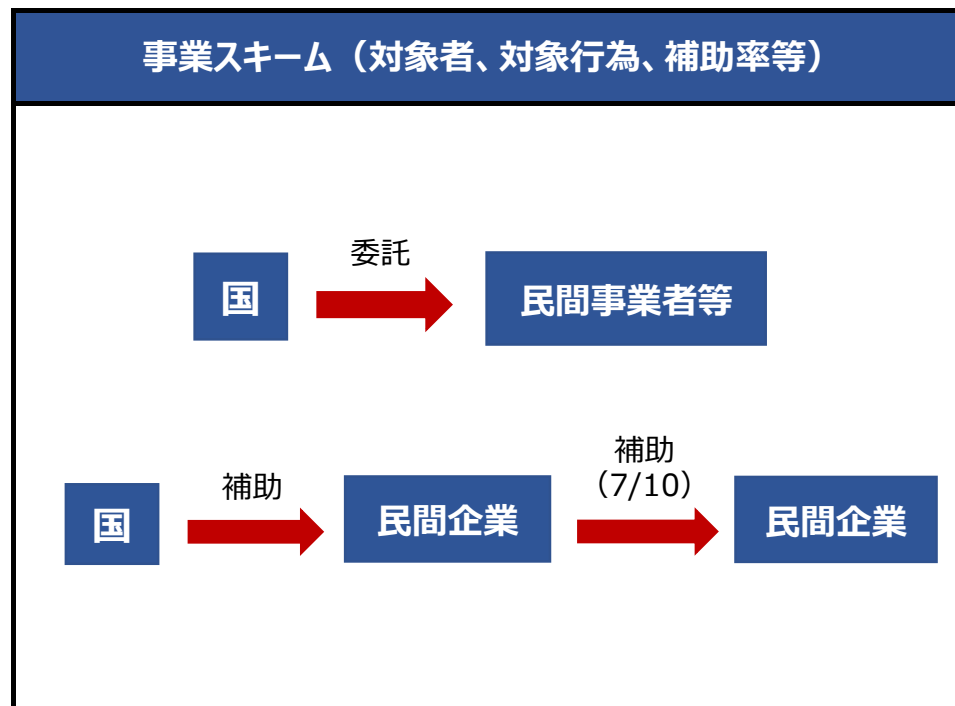 事業スキーム（対象者、対象行為、補助率等）
委託
国
民間事業者等
補助
補助
（7/10）
国
民間企業
民間企業